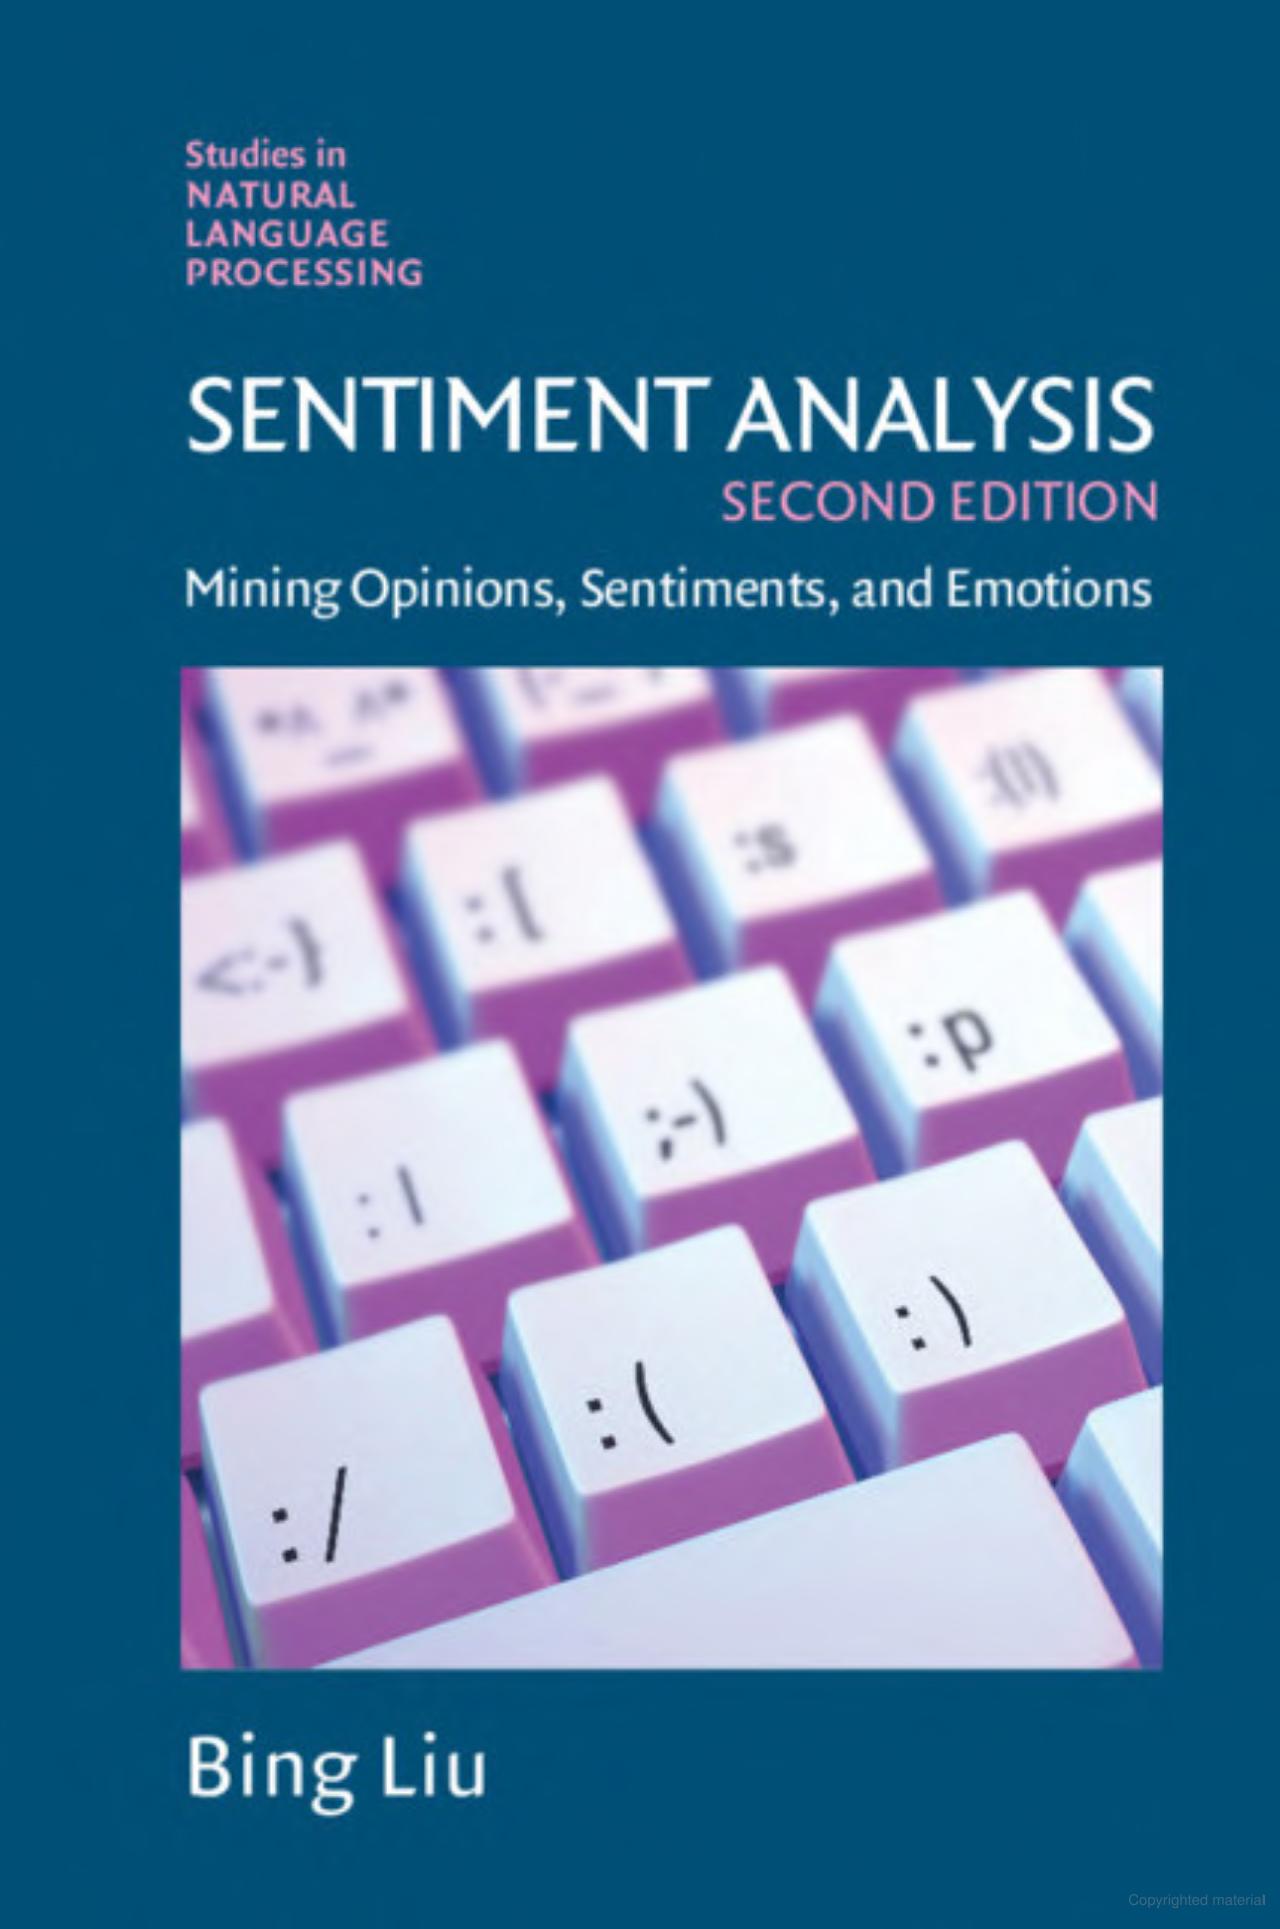 Studies in
NATURAL
LANGUAGE
PROCESSING
SENTIMENT ANALYSIS
SECOND EDITION
Mining Opinions, Sentiments, and Emotions
*^_^*
:(|)
:s
:[
<:-)
:p
;-)
:|
:)
:(
:/
Bing Liu
Copyrighted material